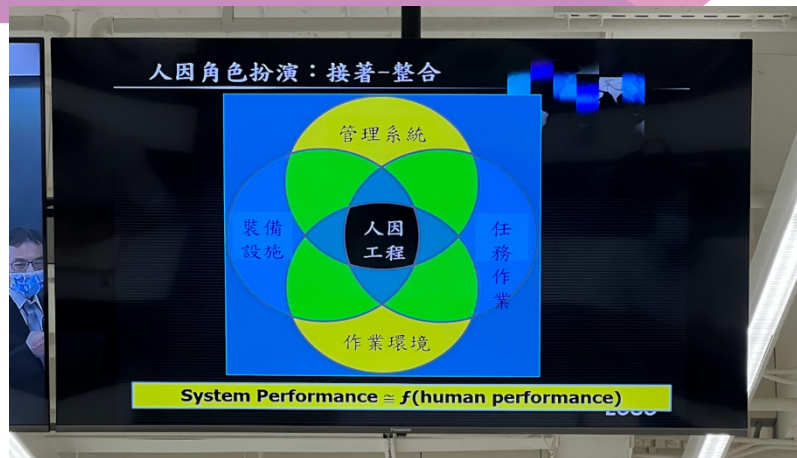 人因角色扮演：接著-整合
管理系統
裝備
設施
人因
工程
任
務
作
業
作業環境
System Performance ≅ f(human performance)